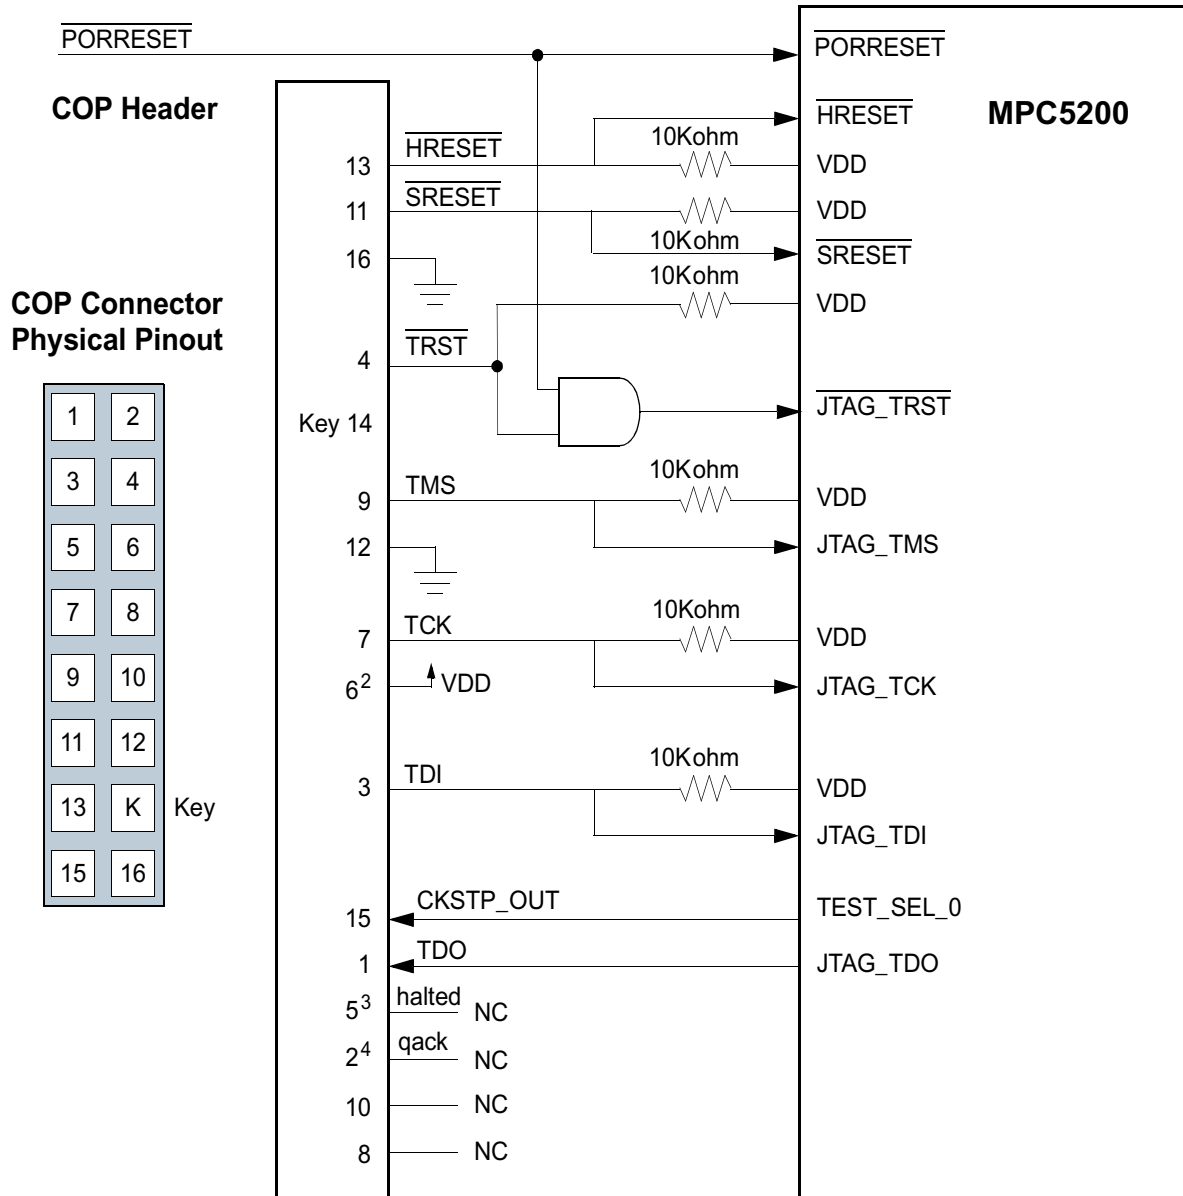 PORRESET
PORRESET
COP Header
HRESET
MPC5200
HRESET
10Kohm
13
VDD
SRESET
11
VDD
10Kohm
SRESET
16
10Kohm
VDD
COP Connector
Physical Pinout
TRST
4
JTAG_TRST
Key 14
1 2
3 4
5 6
7 8
9 10
11 12
13 K Key
15 16
TMS
10Kohm
9
VDD
12
JTAG_TMS
TCK
10Kohm
7
VDD
6²
VDD
JTAG_TCK
TDI
10Kohm
3
VDD
JTAG_TDI
CKSTP_OUT
15
TEST_SEL_0
TDO
1
JTAG_TDO
5³ halted NC
2⁴ qack NC
10 NC
8 NC